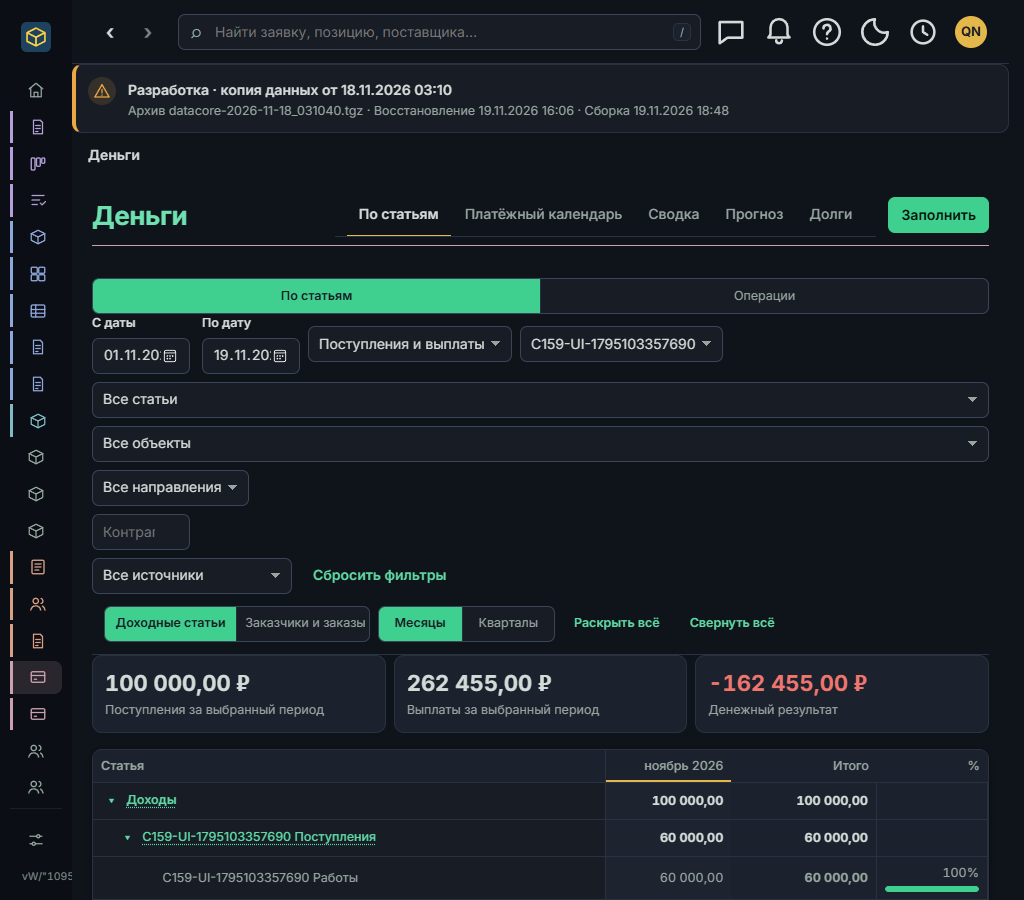 Найти заявку, позицию, поставщика...
/
QN
Разработка · копия данных от 18.11.2026 03:10
Архив datacore-2026-11-18_031040.tgz · Восстановление 19.11.2026 16:06 · Сборка 19.11.2026 18:48
Деньги
Деньги
По статьям
Платёжный календарь
Сводка
Прогноз
Долги
Заполнить
По статьям
Операции
С даты
По дату
01.11.20
19.11.20
Поступления и выплаты
C159-UI-1795103357690
Все статьи
Все объекты
Все направления
Контраг
Все источники
Сбросить фильтры
Доходные статьи
Заказчики и заказы
Месяцы
Кварталы
Раскрыть всё
Свернуть всё
100 000,00 ₽
Поступления за выбранный период
262 455,00 ₽
Выплаты за выбранный период
-162 455,00 ₽
Денежный результат
Статья
ноябрь 2026
Итого
%
Доходы
100 000,00
100 000,00
C159-UI-1795103357690 Поступления
60 000,00
60 000,00
C159-UI-1795103357690 Работы
60 000,00
60 000,00
100%
vW/"1095